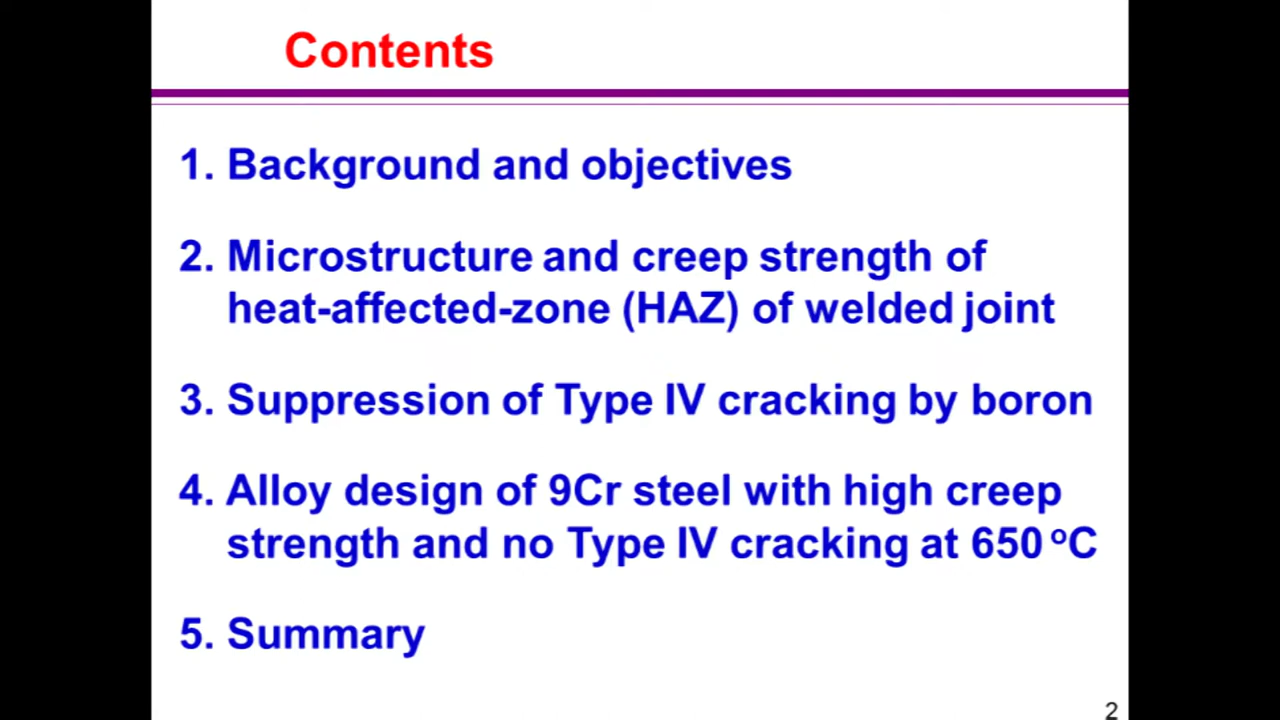 Contents
1. Background and objectives
2. Microstructure and creep strength of
heat-affected-zone (HAZ) of welded joint
3. Suppression of Type IV cracking by boron
4. Alloy design of 9Cr steel with high creep
strength and no Type IV cracking at 650 ºC
5. Summary
2